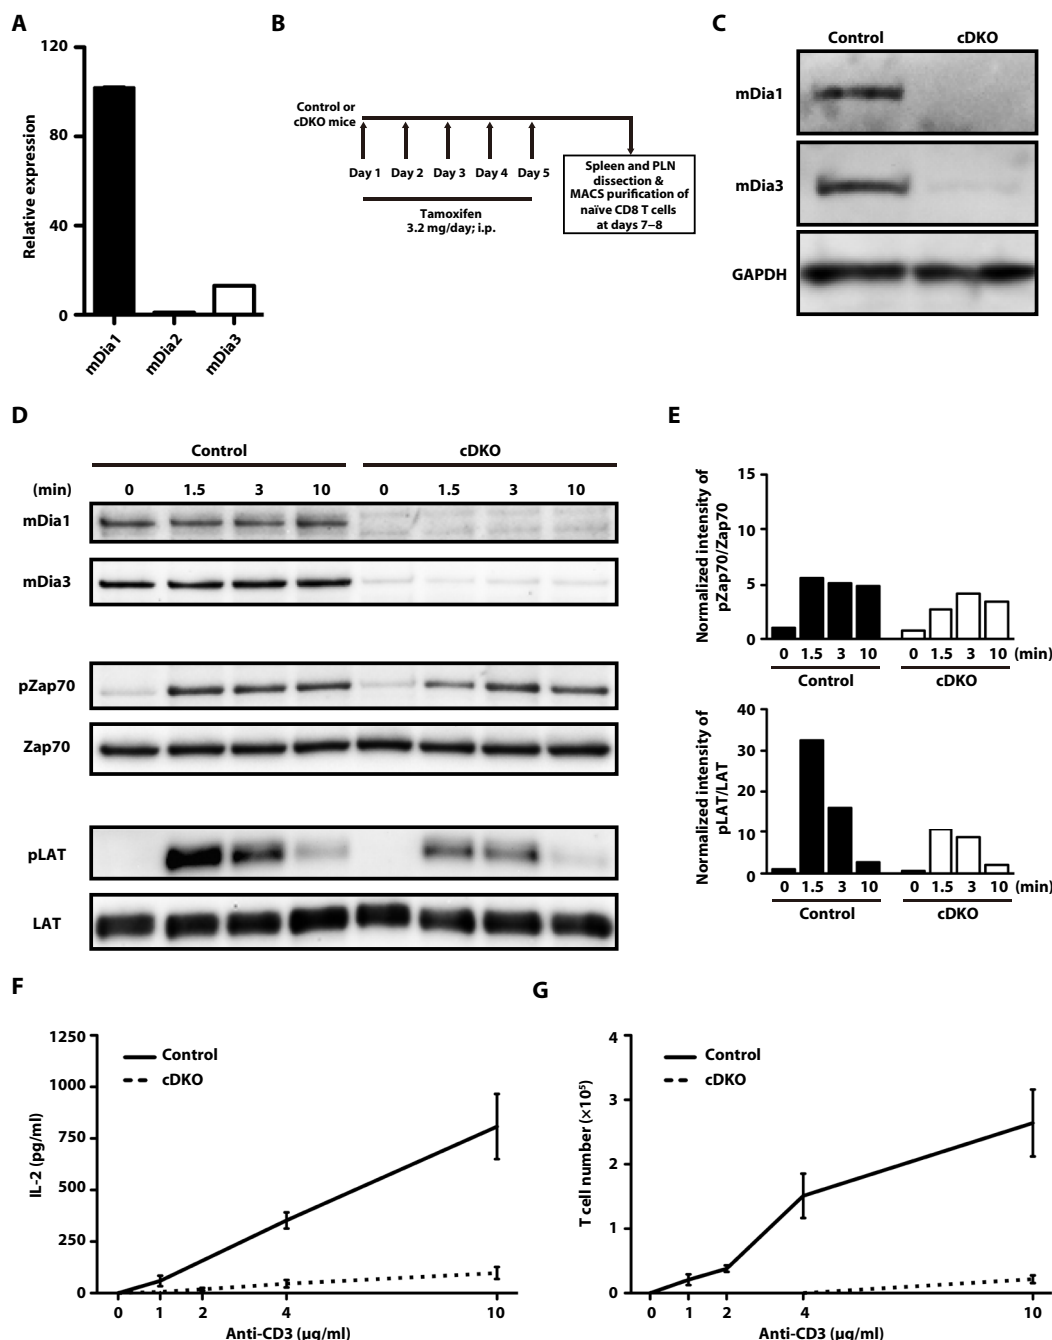 A
120
80
40
0
Relative expression
mDia1
mDia2
mDia3
B
Control or
cDKO mice
Day 1 Day 2 Day 3 Day 4 Day 5
Tamoxifen
3.2 mg/day; i.p.
Spleen and PLN
dissection &
MACS purification of
naïve CD8 T cells
at days 7–8
C
Control cDKO
mDia1
mDia3
GAPDH
D
Control cDKO
(min) 0 1.5 3 10 0 1.5 3 10
mDia1
mDia3
pZap70
Zap70
pLAT
LAT
E
Normalized intensity of
pZap70/Zap70
15
10
5
0
0 1.5 3 10 0 1.5 3 10 (min)
Control cDKO
Normalized intensity of
pLAT/LAT
40
30
20
10
0
0 1.5 3 10 0 1.5 3 10 (min)
Control cDKO
F
IL-2 (pg/ml)
1250
1000
750
500
250
0
Control
cDKO
0 1 2 4 10
Anti-CD3 (μg/ml)
G
T cell number (×10⁵)
4
3
2
1
0
Control
cDKO
0 1 2 4 10
Anti-CD3 (μg/ml)